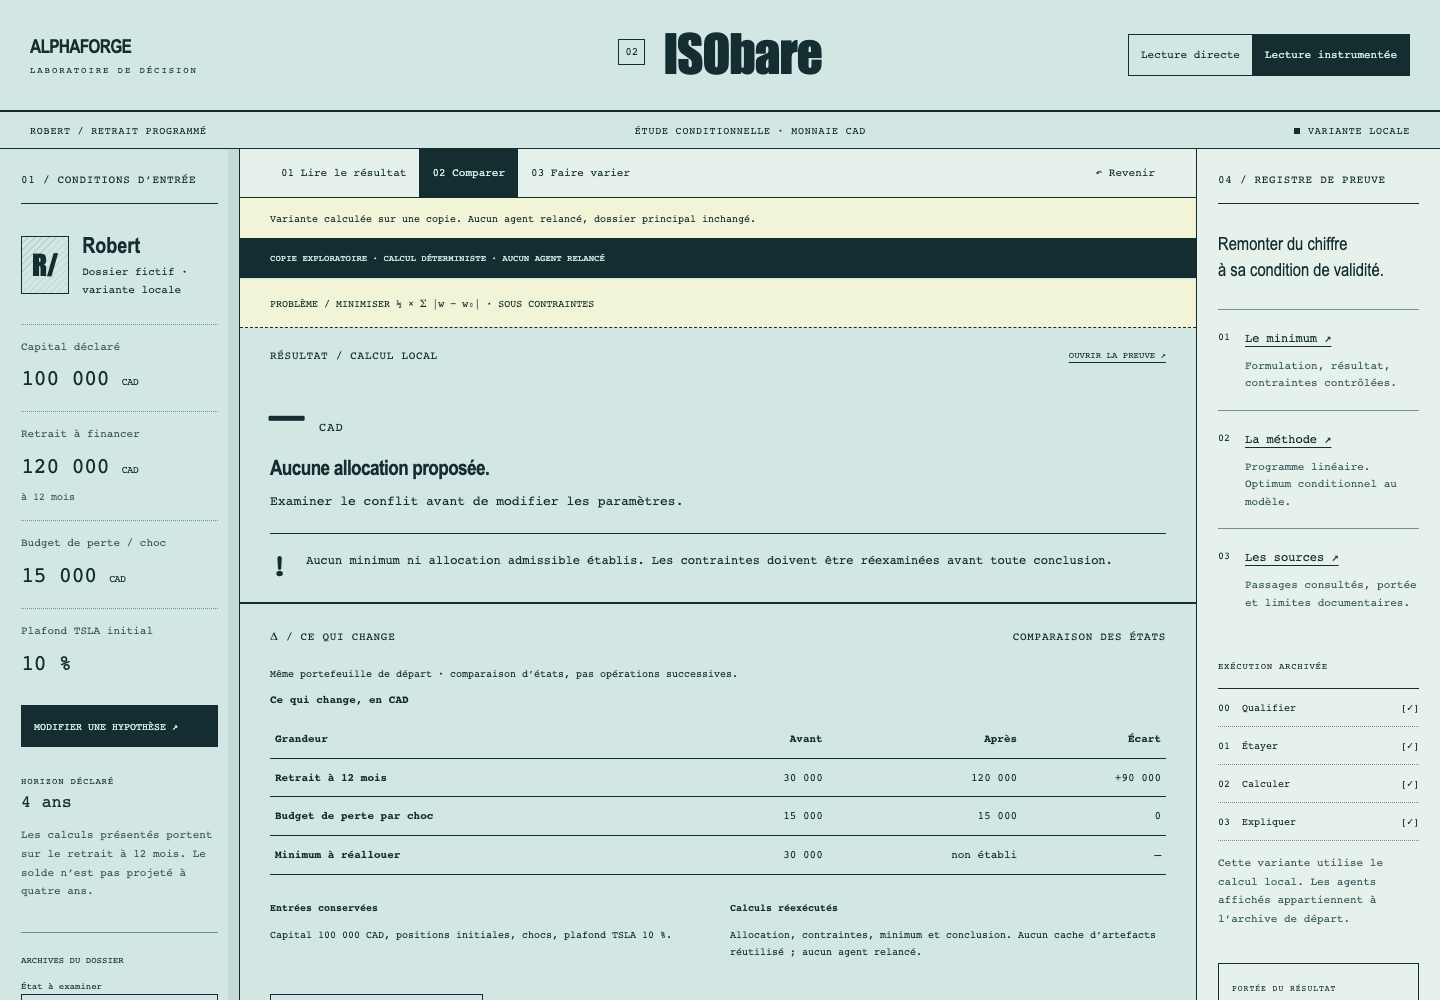 ALPHAFORGE
LABORATOIRE DE DÉCISION
02
ISObare
Lecture directe
Lecture instrumentée
ROBERT / RETRAIT PROGRAMMÉ
ÉTUDE CONDITIONNELLE · MONNAIE CAD
■ VARIANTE LOCALE
01 / CONDITIONS D’ENTRÉE
R/
Robert
Dossier fictif ·
variante locale
Capital déclaré
100 000 CAD
Retrait à financer
120 000 CAD
à 12 mois
Budget de perte / choc
15 000 CAD
Plafond TSLA initial
10 %
MODIFIER UNE HYPOTHÈSE ↗
HORIZON DÉCLARÉ
4 ans
Les calculs présentés portent
sur le retrait à 12 mois. Le
solde n’est pas projeté à
quatre ans.
ARCHIVES DU DOSSIER
État à examiner
01 Lire le résultat
02 Comparer
03 Faire varier
↶ Revenir
Variante calculée sur une copie. Aucun agent relancé, dossier principal inchangé.
COPIE EXPLORATOIRE · CALCUL DÉTERMINISTE · AUCUN AGENT RELANCÉ
PROBLÈME / MINIMISER ½ × Σ |w − w₀| · SOUS CONTRAINTES
RÉSULTAT / CALCUL LOCAL
OUVRIR LA PREUVE ↗
— CAD
Aucune allocation proposée.
Examiner le conflit avant de modifier les paramètres.
! Aucun minimum ni allocation admissible établis. Les contraintes doivent être réexaminées avant toute conclusion.
Δ / CE QUI CHANGE
COMPARAISON DES ÉTATS
Même portefeuille de départ · comparaison d’états, pas opérations successives.
Ce qui change, en CAD
Grandeur Avant Après Écart
Retrait à 12 mois 30 000 120 000 +90 000
Budget de perte par choc 15 000 15 000 0
Minimum à réallouer 30 000 non établi —
Entrées conservées
Capital 100 000 CAD, positions initiales, chocs, plafond TSLA 10 %.
Calculs réexécutés
Allocation, contraintes, minimum et conclusion. Aucun cache d’artefacts
réutilisé ; aucun agent relancé.
04 / REGISTRE DE PREUVE
Remonter du chiffre
à sa condition de validité.
01 Le minimum ↗
Formulation, résultat,
contraintes contrôlées.
02 La méthode ↗
Programme linéaire.
Optimum conditionnel au
modèle.
03 Les sources ↗
Passages consultés, portée
et limites documentaires.
EXÉCUTION ARCHIVÉE
00 Qualifier [✓]
01 Étayer [✓]
02 Calculer [✓]
03 Expliquer [✓]
Cette variante utilise le
calcul local. Les agents
affichés appartiennent à
l’archive de départ.
PORTÉE DU RÉSULTAT